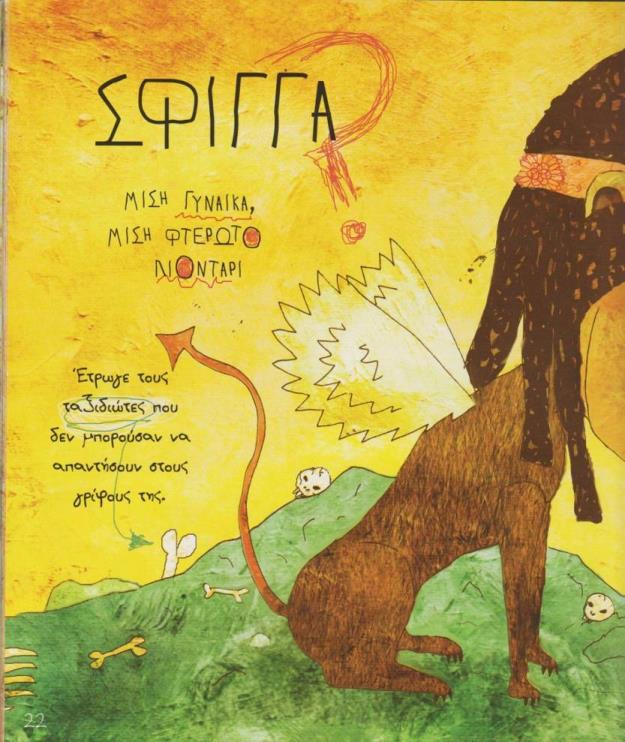 ΣΦΙΓΓΑ?
ΜΙΣΗ ΓΥΝΑΙΚΑ,
ΜΙΣΗ ΦΤΕΡΩΤΟ
ΛΙΟΝΤΑΡΙ
Έτρωγε τους
ταξιδιώτες που
δεν μπορούσαν να
απαντήσουν στους
γρίφους της.
22